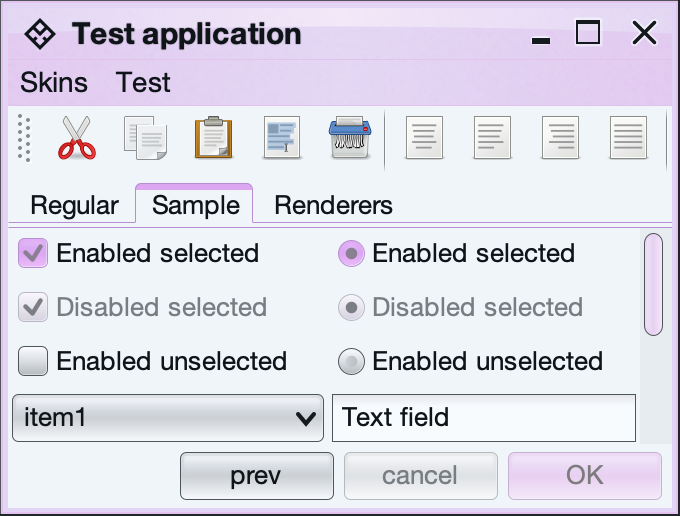 Test application
Skins Test
Regular Sample Renderers
Enabled selected Enabled selected
Disabled selected Disabled selected
Enabled unselected Enabled unselected
item1 Text field
prev cancel OK